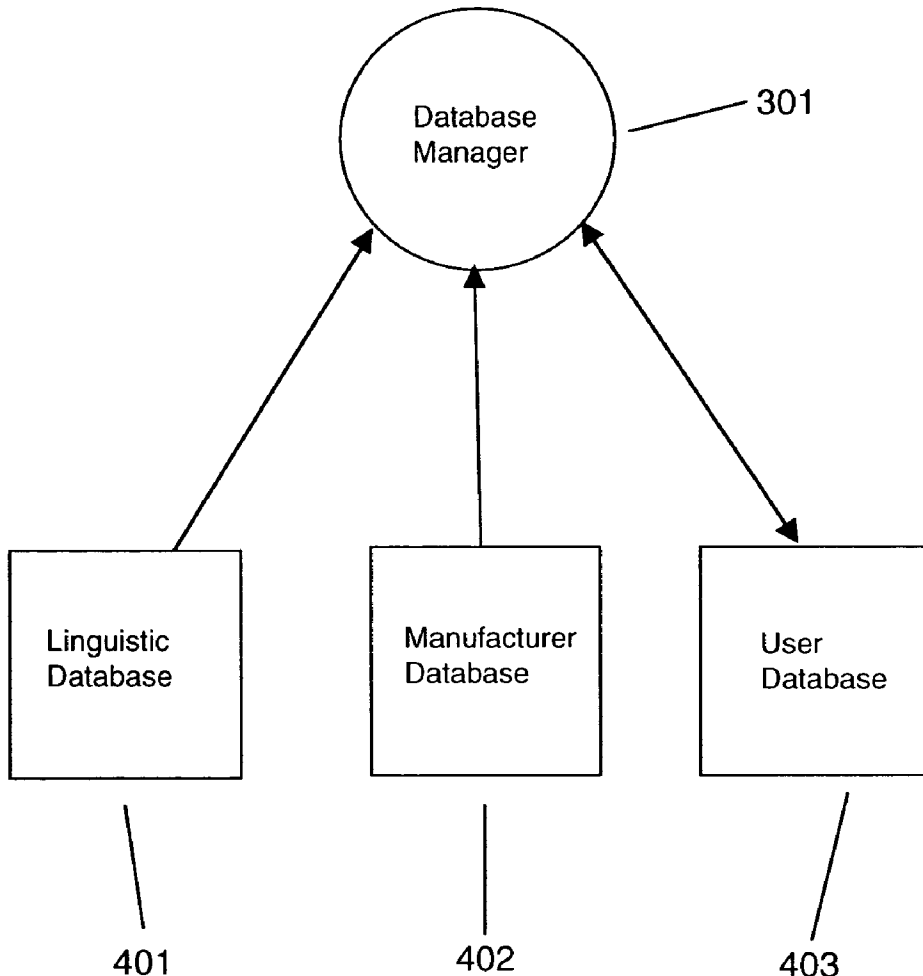 Database
Manager
301
Linguistic
Database
Manufacturer
Database
User
Database
401
402
403